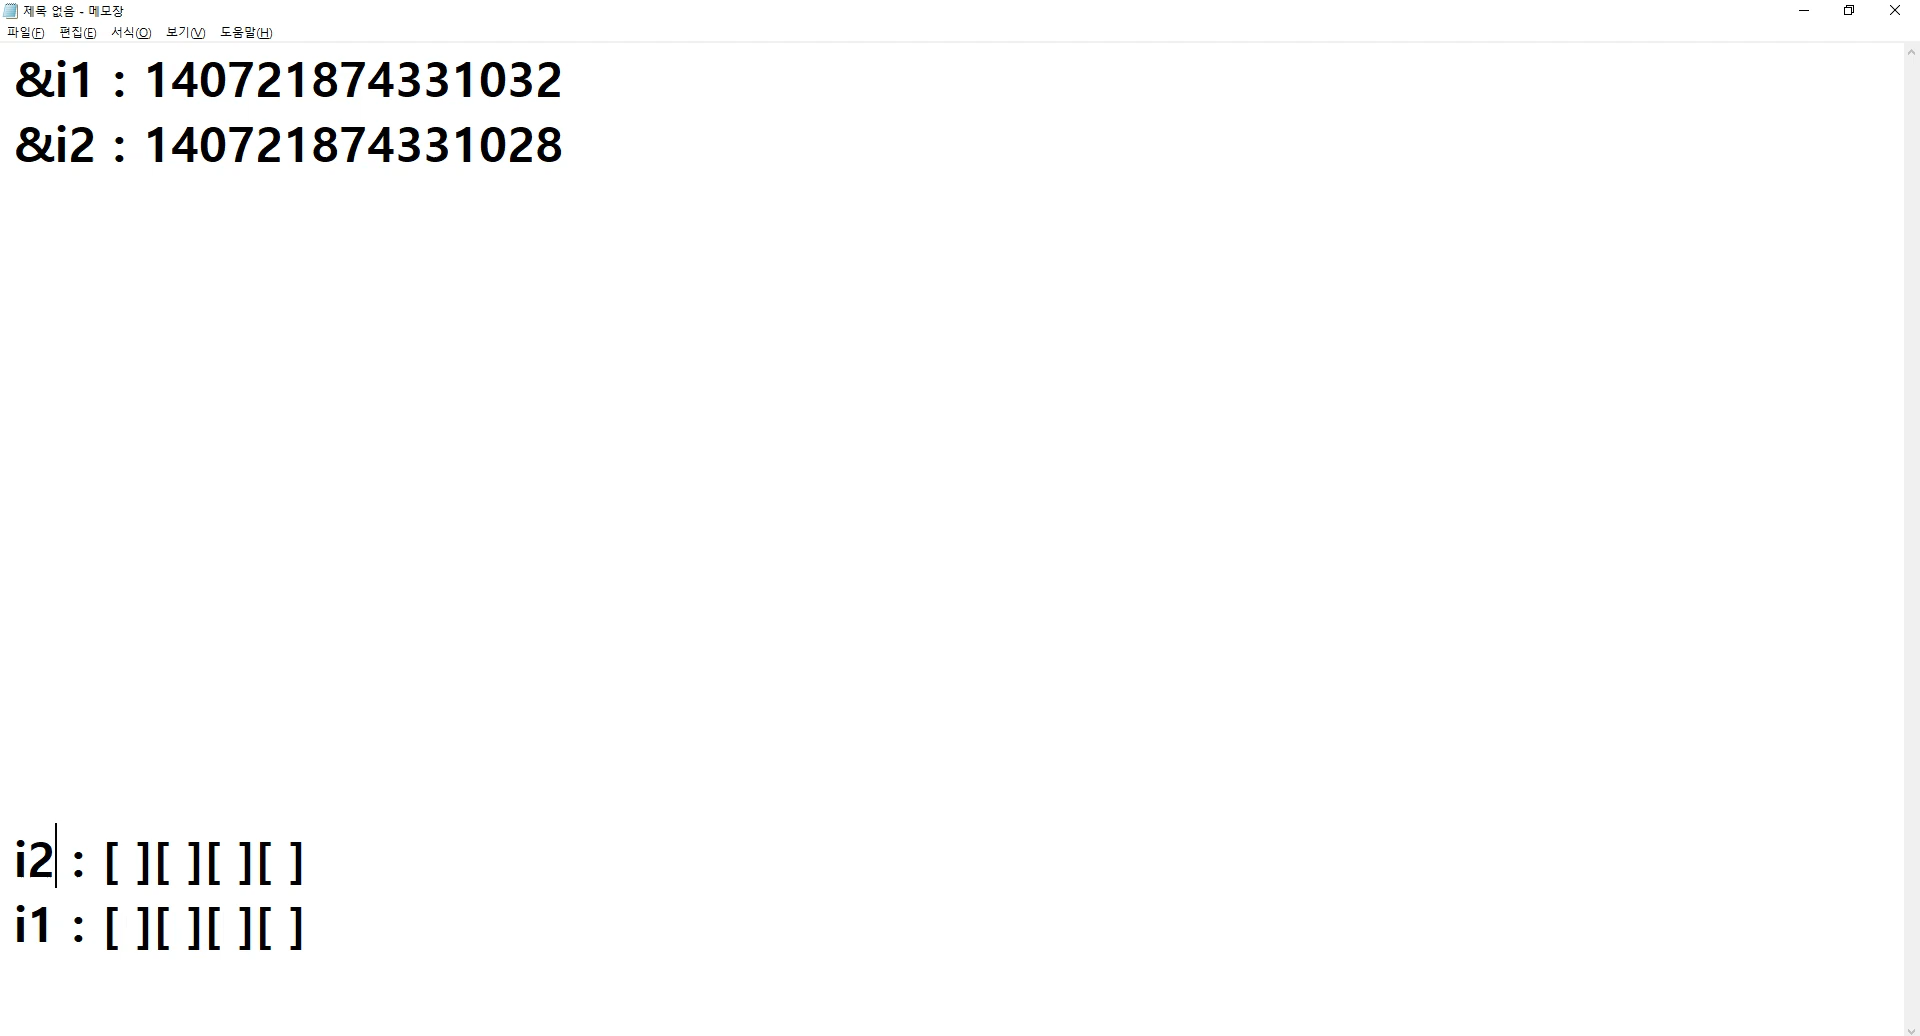 제목 없음 - 메모장
파일(F) 편집(E) 서식(O) 보기(V) 도움말(H)
&i1 : 140721874331032
&i2 : 140721874331028
i2 : [ ][ ][ ][ ]
i1 : [ ][ ][ ][ ]